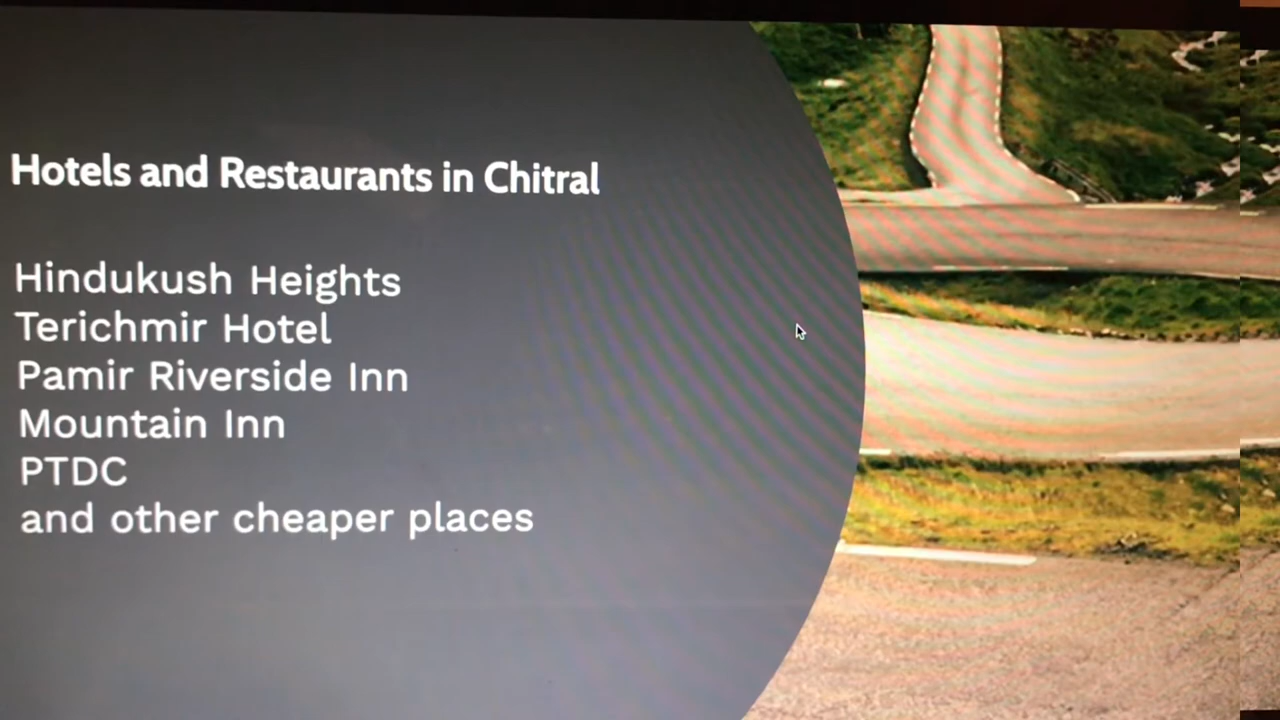 Hotels and Restaurants in Chitral
Hindukush Heights
Terichmir Hotel
Pamir Riverside Inn
Mountain Inn
PTDC
and other cheaper places